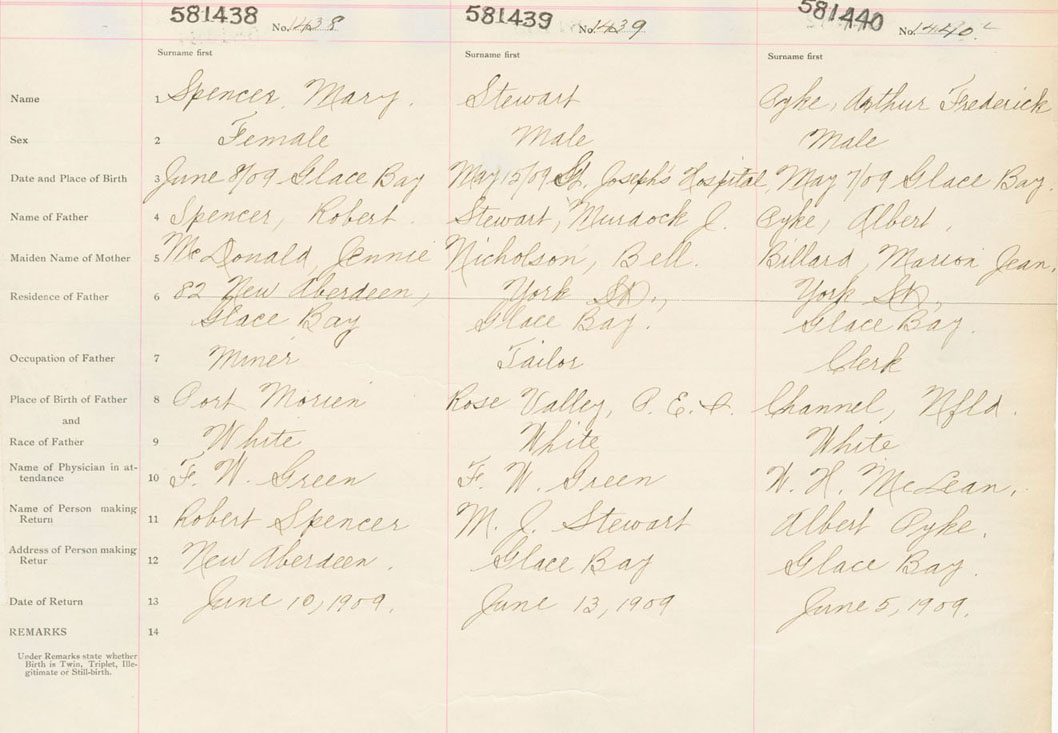 581438 No. 1438 581439 No. 1439 581440 No. 1440
Surname first Surname first Surname first
Name 1 Spencer, Mary. Stewart Pyke, Arthur Frederick
Sex 2 Female Male Male
Date and Place of Birth 3 June 8/09 Glace Bay May 15/09 St. Joseph's Hospital May 7/09 Glace Bay.
Name of Father 4 Spencer, Robert. Stewart, Murdock J. Pyke, Albert.
Maiden Name of Mother 5 McDonald, Jennie Nicholson, Bell. Billard, Marion Jean,
Residence of Father 6 82 New Aberdeen, York St., York St.,
Glace Bay Glace Bay. Glace Bay.
Occupation of Father 7 Miner Tailor Clerk
Place of Birth of Father 8 Port Morien Rose Valley, P. E. I. Channel, Nfld.
and
Race of Father 9 White White White
Name of Physician in at-
tendance 10 F. W. Green F. W. Green W. H. McLean,
Name of Person making
Return 11 Robert Spencer M. J. Stewart Albert Pyke.
Address of Person making
Retur 12 New Aberdeen. Glace Bay Glace Bay.
Date of Return 13 June 10, 1909. June 13, 1909 June 5, 1909.
REMARKS 14
Under Remarks state whether
Birth is Twin, Triplet, Ille-
gitimate or Still-birth.